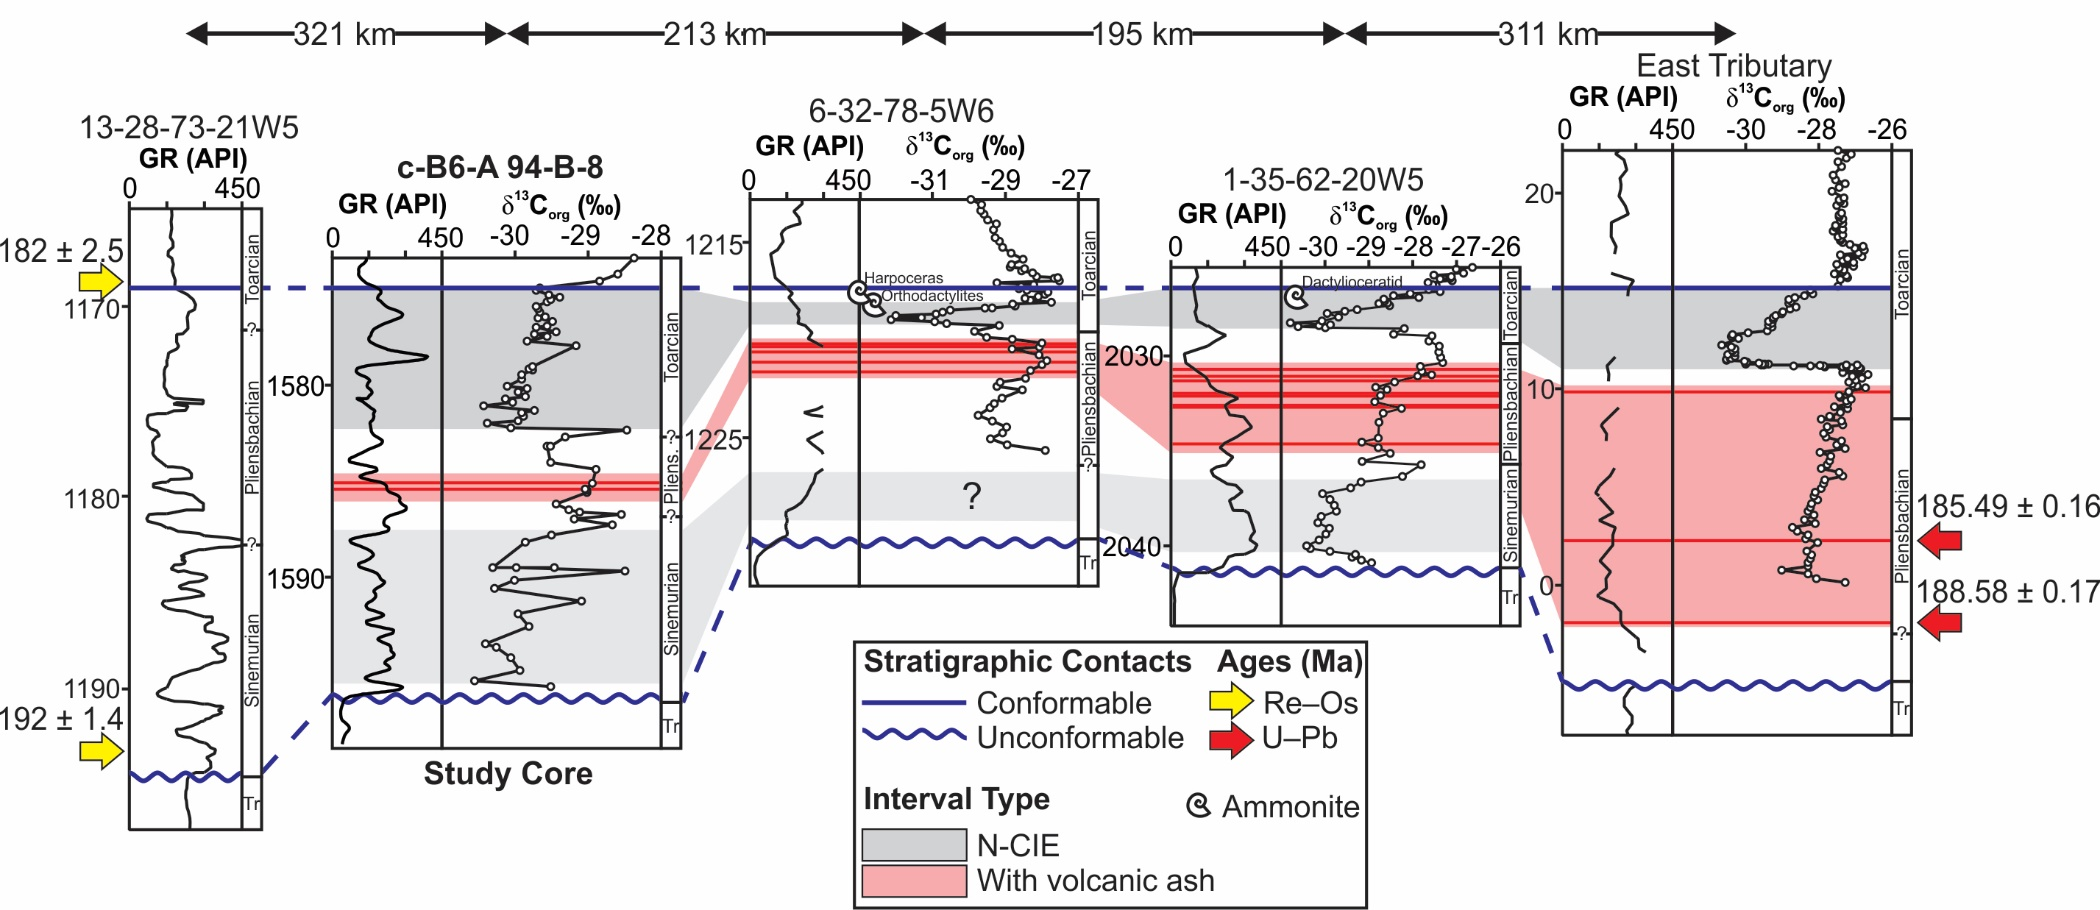 321 km 213 km 195 km 311 km
East Tributary
GR (API) δ13Corg (‰)
0 450 -30 -28 -26
6-32-78-5W6
GR (API) δ13Corg (‰)
0 450 -31 -29 -27
13-28-73-21W5
GR (API)
0 450
c-B6-A 94-B-8
GR (API) δ13Corg (‰)
0 450 -30 -29 -28
1-35-62-20W5
GR (API) δ13Corg (‰)
0 450 -30 -29 -28 -27 -26
182 ± 2.5
1170
1180
1190
192 ± 1.4
Toarcian
?
Pliensbachian
?
Sinemurian
Tr
1580
1590
Toarcian
?
Pliens.
?
Sinemurian
Tr
Study Core
1215
1225
Harpoceras
Orthodactylites
?
Toarcian
Pliensbachian
?
Tr
2030
2040
Dactylioceratid
Toarcian
Pliensbachian
Sinemurian
Tr
20
10
0
Toarcian
Pliensbachian
?
Tr
185.49 ± 0.16
188.58 ± 0.17
Stratigraphic Contacts Ages (Ma)
Conformable Re–Os
Unconformable U–Pb
Interval Type Ammonite
N-CIE
With volcanic ash